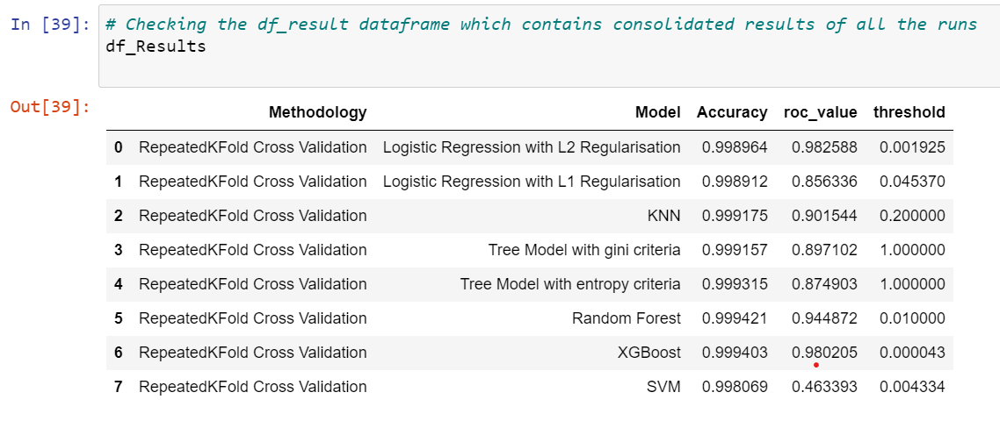 In [39]: # Checking the df_result dataframe which contains consolidated results of all the runs
df_Results
Out[39]:
Methodology Model Accuracy roc_value threshold
0 RepeatedKFold Cross Validation Logistic Regression with L2 Regularisation 0.998964 0.982588 0.001925
1 RepeatedKFold Cross Validation Logistic Regression with L1 Regularisation 0.998912 0.856336 0.045370
2 RepeatedKFold Cross Validation KNN 0.999175 0.901544 0.200000
3 RepeatedKFold Cross Validation Tree Model with gini criteria 0.999157 0.897102 1.000000
4 RepeatedKFold Cross Validation Tree Model with entropy criteria 0.999315 0.874903 1.000000
5 RepeatedKFold Cross Validation Random Forest 0.999421 0.944872 0.010000
6 RepeatedKFold Cross Validation XGBoost 0.999403 0.980205 0.000043
7 RepeatedKFold Cross Validation SVM 0.998069 0.463393 0.004334